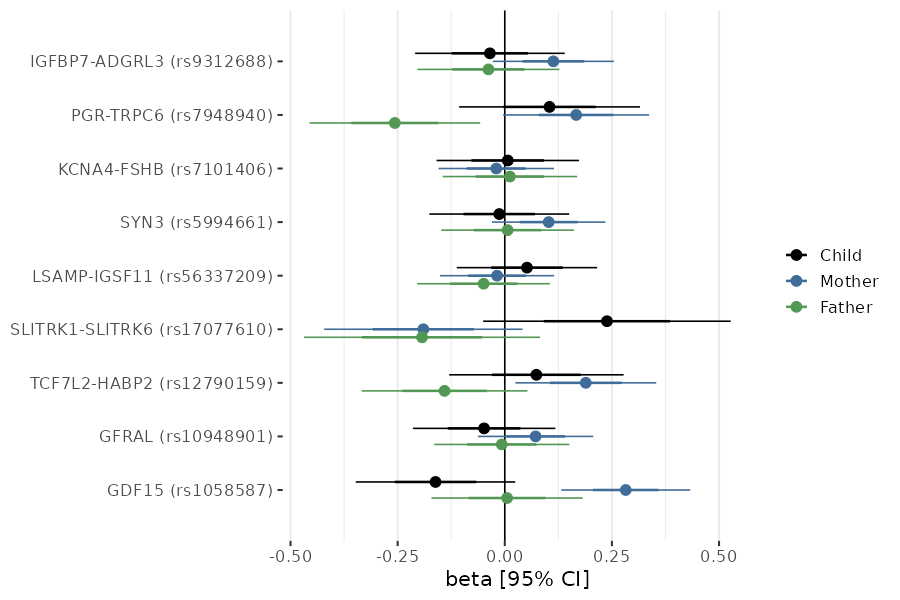 IGFBP7-ADGRL3 (rs9312688)
PGR-TRPC6 (rs7948940)
KCNA4-FSHB (rs7101406)
SYN3 (rs5994661)
LSAMP-IGSF11 (rs56337209)
SLITRK1-SLITRK6 (rs17077610)
TCF7L2-HABP2 (rs12790159)
GFRAL (rs10948901)
GDF15 (rs1058587)
-0.50 -0.25 0.00 0.25 0.50
beta [95% CI]
Child
Mother
Father